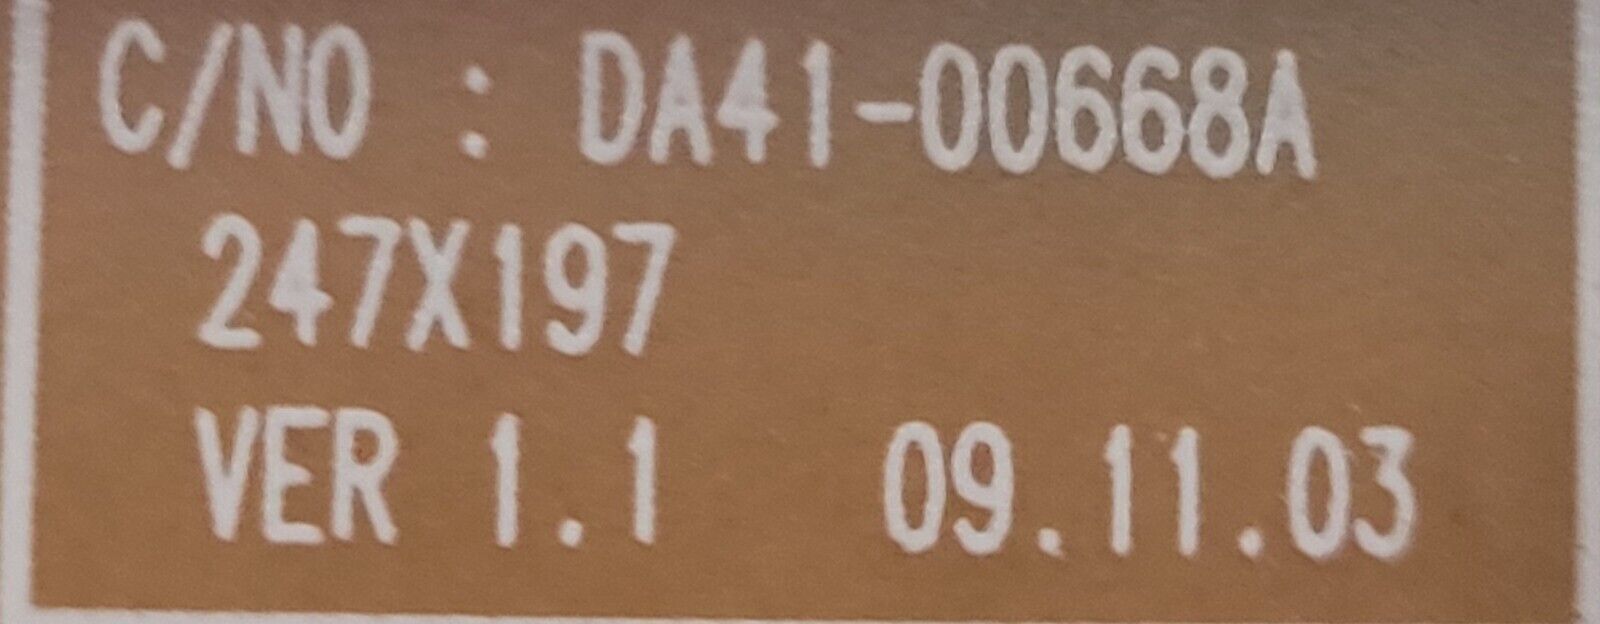 C/NO : DA41-00668A
247X197
VER 1.1 09.11.03